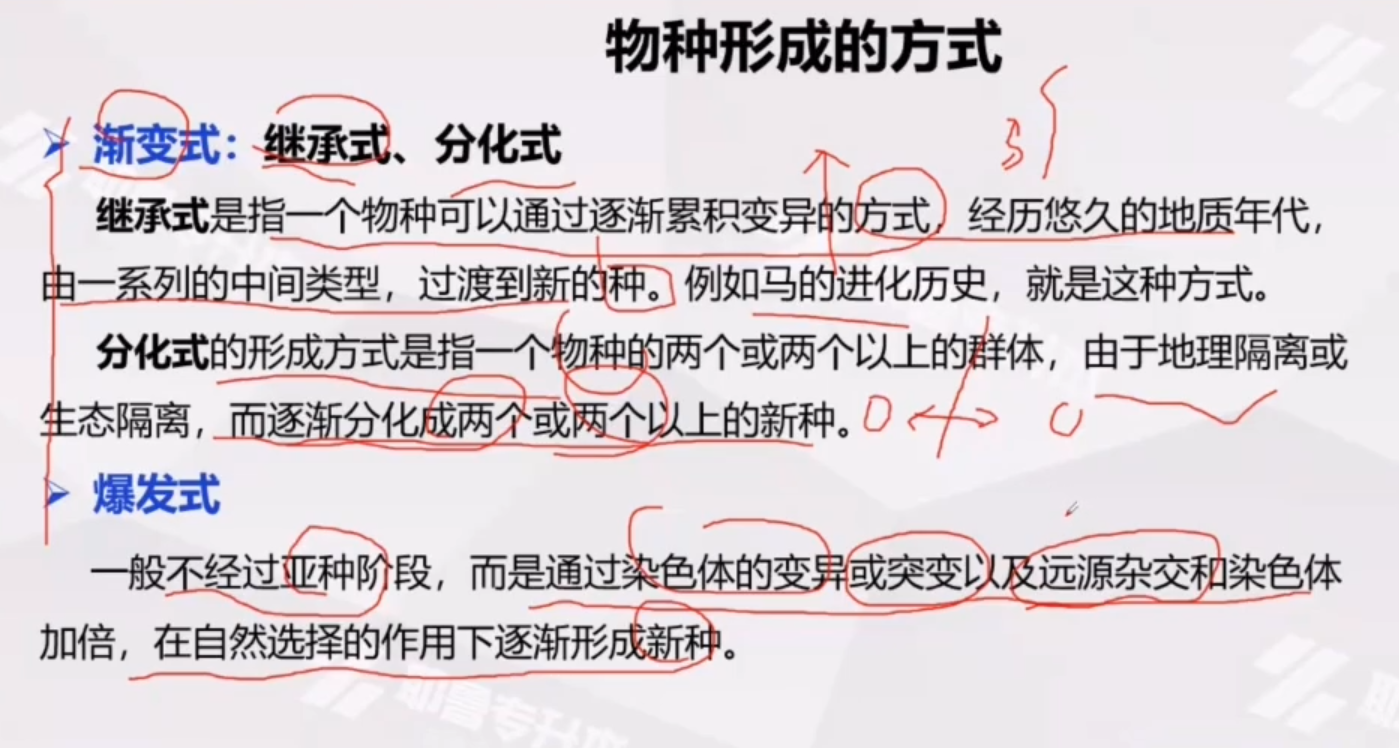 物种形成的方式
渐变式：继承式、分化式
3
继承式是指一个物种可以通过逐渐累积变异的方式，经历悠久的地质年代，
由一系列的中间类型，过渡到新的种。例如马的进化历史，就是这种方式。
分化式的形成方式是指一个物种的两个或两个以上的群体，由于地理隔离或
生态隔离，而逐渐分化成两个或两个以上的新种。
爆发式
一般不经过亚种阶段，而是通过染色体的变异或突变以及远源杂交和染色体
加倍，在自然选择的作用下逐渐形成新种。
耶鲁专升本